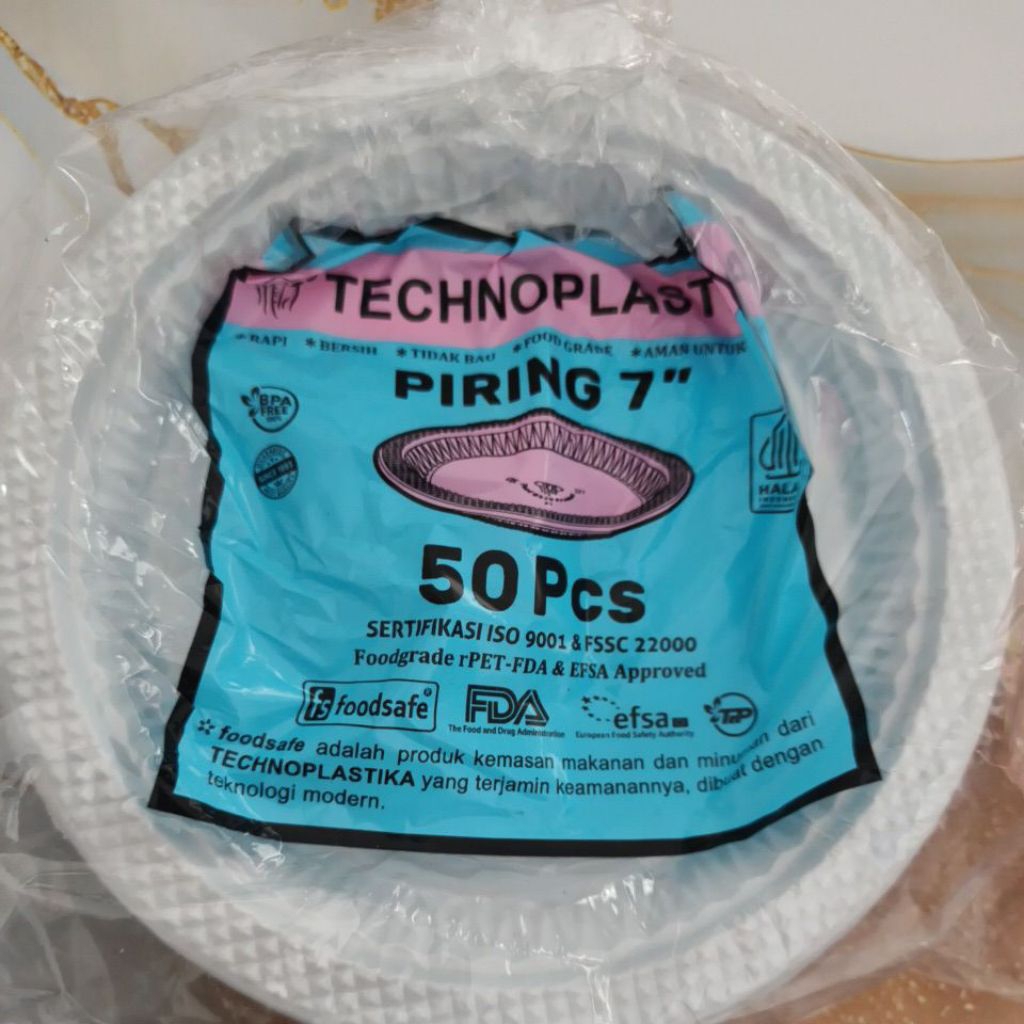 TECHNOPLAST
* RAPI * BERSIH * TIDAK BAU * FOOD GRADE * AMAN UNTUK
PIRING 7"
BPA
FREE
HALAL
INDONESIA
50 Pcs
SERTIFIKASI ISO 9001 & FSSC 22000
Foodgrade rPET-FDA & EFSA Approved
fs foodsafe®
FDA
The Food and Drug Administration
efsa
European Food Safety Authority
* foodsafe adalah produk kemasan makanan dan minuman dari
TECHNOPLASTIKA yang terjamin keamanannya, dibuat dengan
teknologi modern.